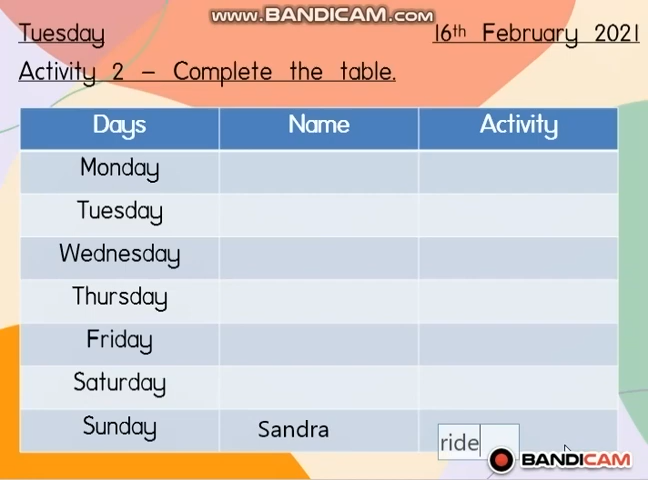 www.BANDICAM.com
Tuesday 16th February 2021
Activity 2 – Complete the table.
Days Name Activity
Monday
Tuesday
Wednesday
Thursday
Friday
Saturday
Sunday Sandra ride
BANDICAM